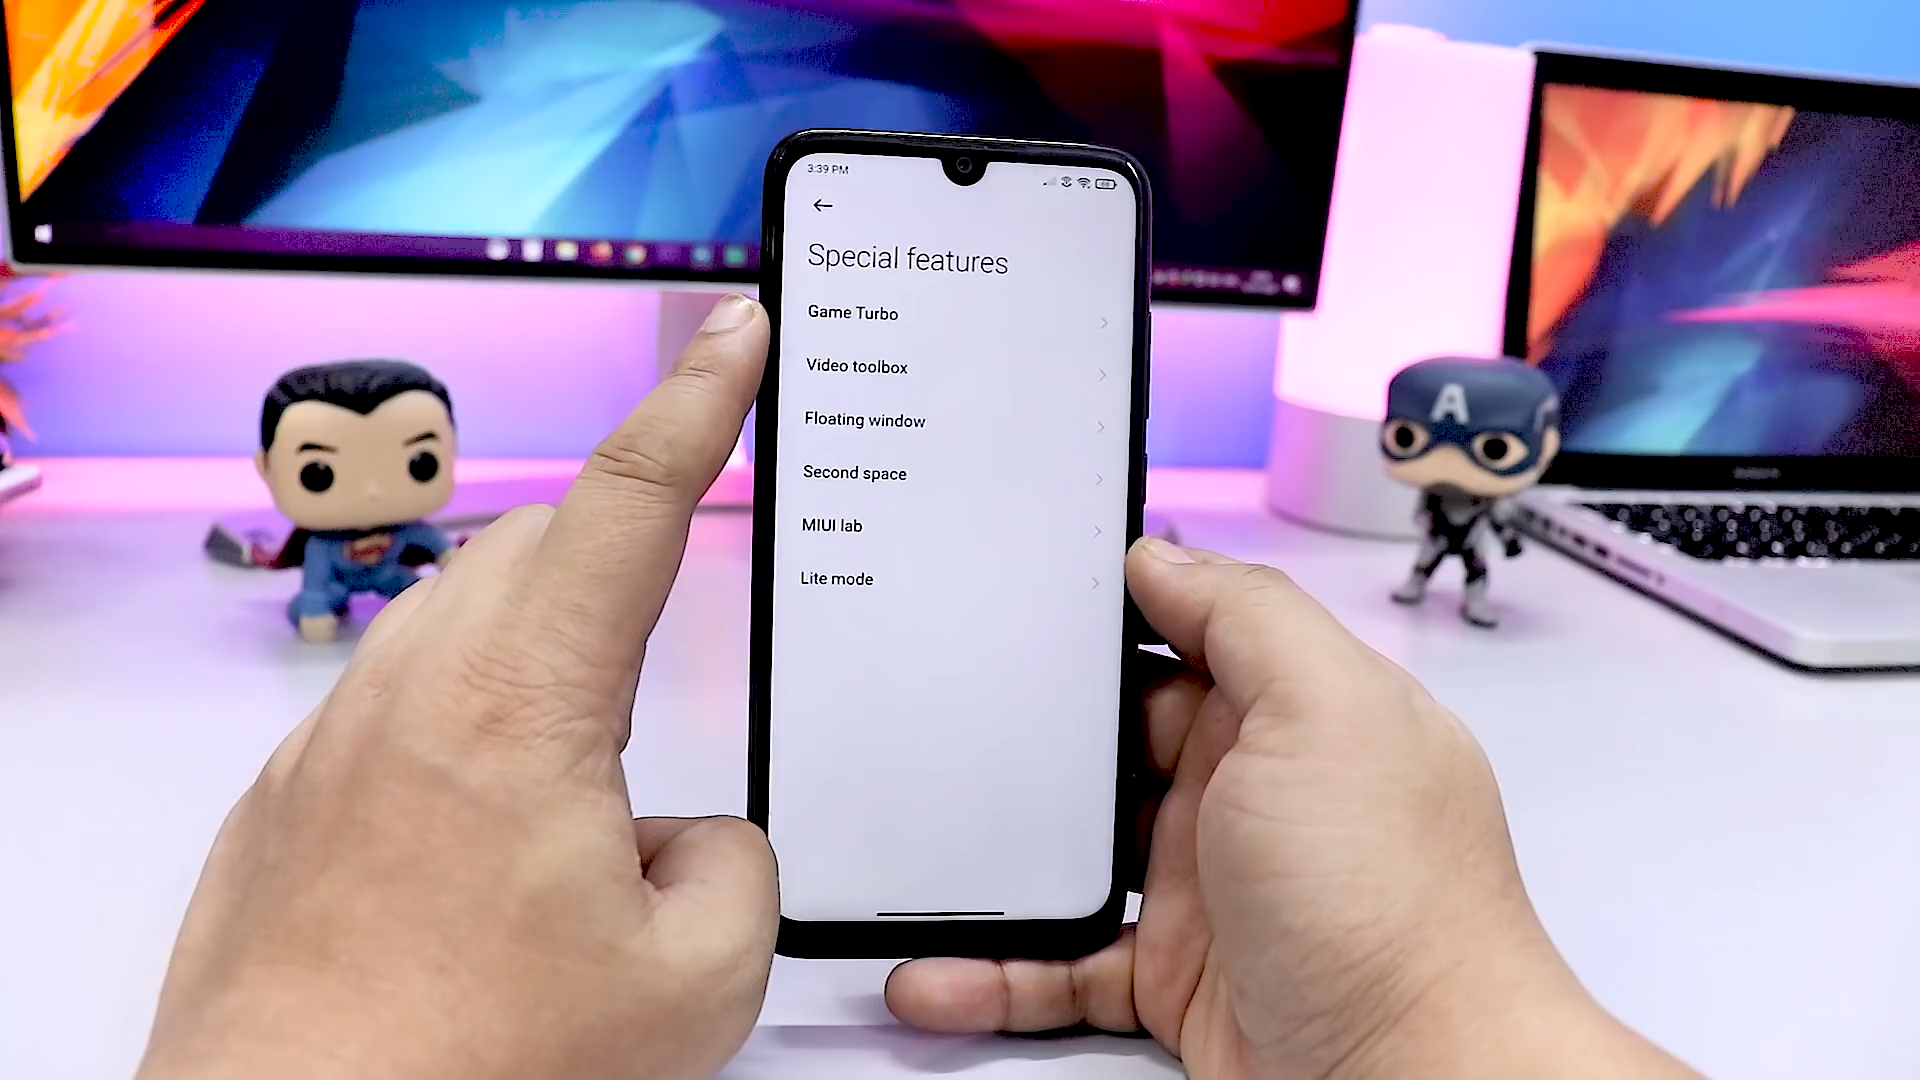 3:39 PM
Special features
Game Turbo
Video toolbox
Floating window
Second space
MIUI lab
Lite mode
A